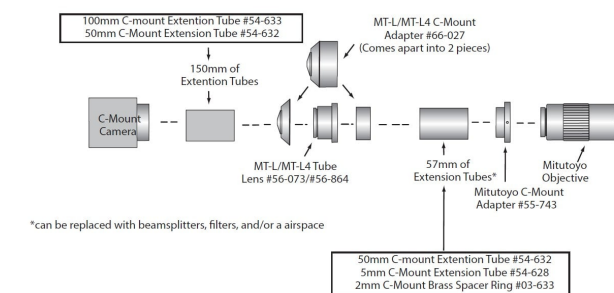 100mm C-mount Extention Tube #54-633
50mm C-Mount Extension Tube #54-632
MT-L/MT-L4 C-Mount
Adapter #66-027
(Comes apart into 2 pieces)
150mm of
Extention Tubes
C-Mount
Camera
MT-L/MT-L4 Tube
Lens #56-073/#56-864
57mm of
Extension Tubes*
Mitutoyo C-Mount
Adapter #55-743
Mitutoyo
Objective
*can be replaced with beamsplitters, filters, and/or a airspace
50mm C-mount Extension Tube #54-632
5mm C-Mount Extension Tube #54-628
2mm C-Mount Brass Spacer Ring #03-633